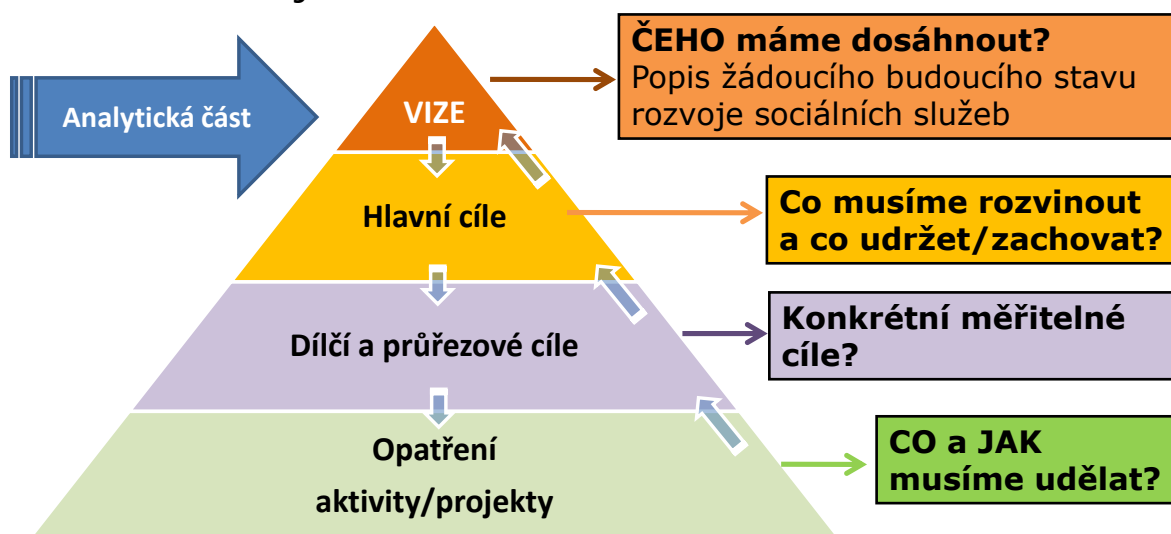 Analytická část
VIZE
ČEHO máme dosáhnout?
Popis žádoucího budoucího stavu
rozvoje sociálních služeb
Hlavní cíle
Co musíme rozvinout
a co udržet/zachovat?
Dílčí a průřezové cíle
Konkrétní měřitelné
cíle?
Opatření
aktivity/projekty
CO a JAK
musíme udělat?